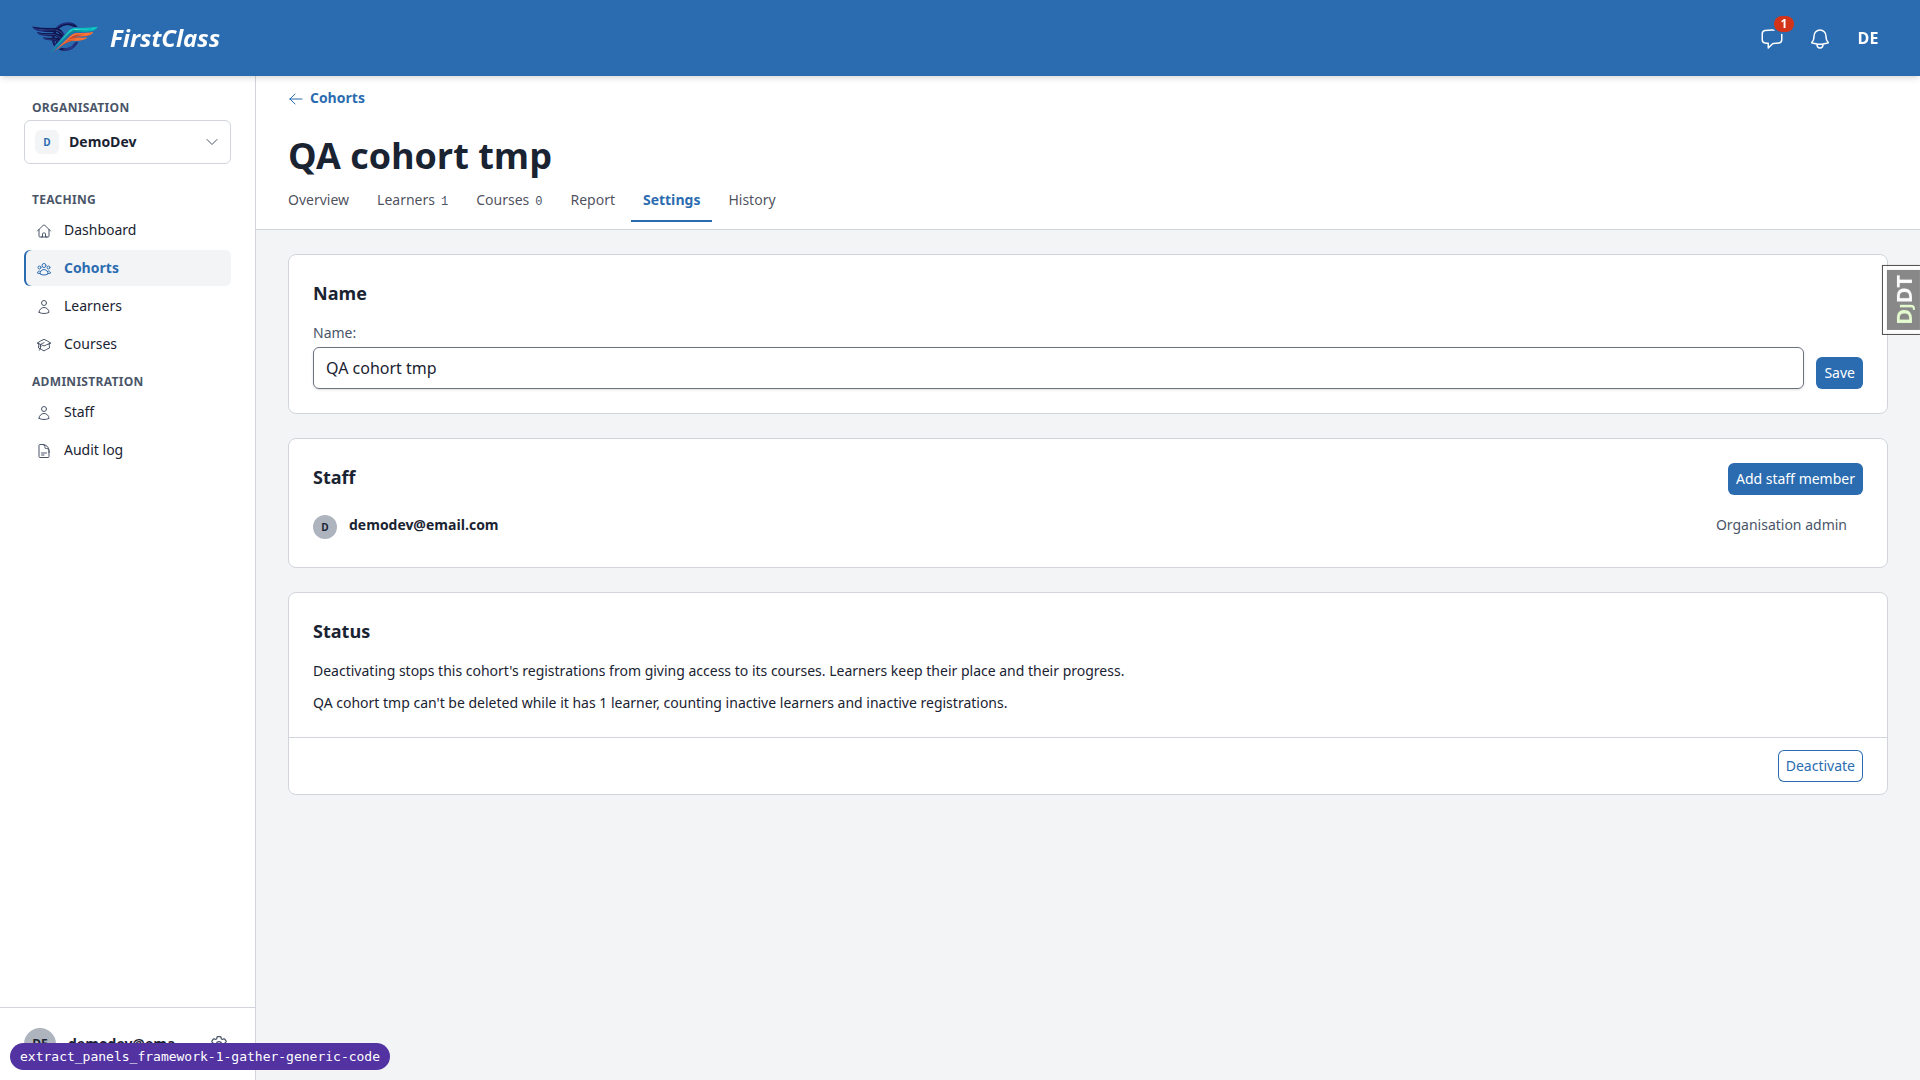 FirstClass
1
DE
ORGANISATION
D DemoDev
TEACHING
Dashboard
Cohorts
Learners
Courses
ADMINISTRATION
Staff
Audit log
Cohorts
QA cohort tmp
Overview Learners 1 Courses 0 Report Settings History
Name
Name:
QA cohort tmp
Save
Staff
Add staff member
D demodev@email.com Organisation admin
Status
Deactivating stops this cohort's registrations from giving access to its courses. Learners keep their place and their progress.
QA cohort tmp can't be deleted while it has 1 learner, counting inactive learners and inactive registrations.
Deactivate
DJDT
extract_panels_framework-1-gather-generic-code